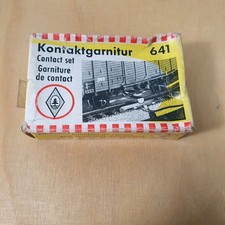 Kontaktgarnitur 641
Contact set
Garniture
de contact